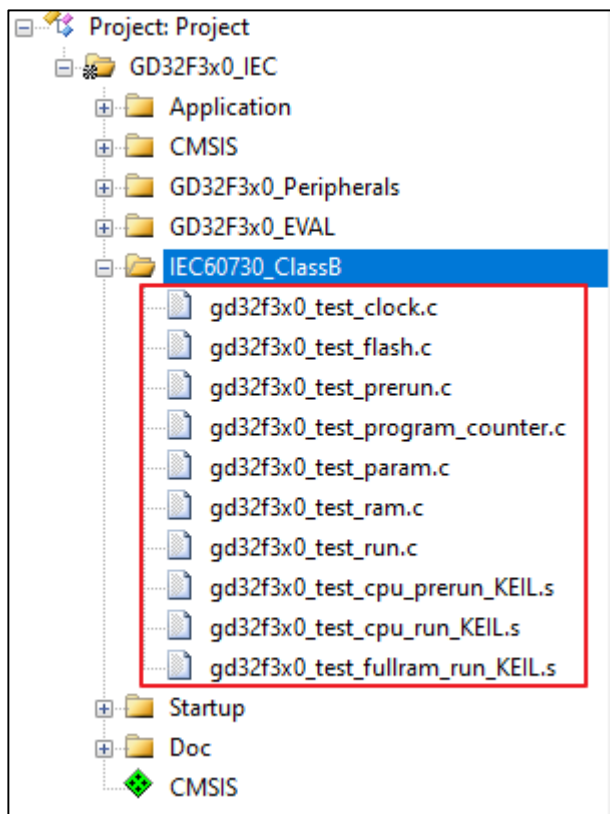 Project: Project
GD32F3x0_IEC
Application
CMSIS
GD32F3x0_Peripherals
GD32F3x0_EVAL
IEC60730_ClassB
gd32f3x0_test_clock.c
gd32f3x0_test_flash.c
gd32f3x0_test_prerun.c
gd32f3x0_test_program_counter.c
gd32f3x0_test_param.c
gd32f3x0_test_ram.c
gd32f3x0_test_run.c
gd32f3x0_test_cpu_prerun_KEIL.s
gd32f3x0_test_cpu_run_KEIL.s
gd32f3x0_test_fullram_run_KEIL.s
Startup
Doc
CMSIS